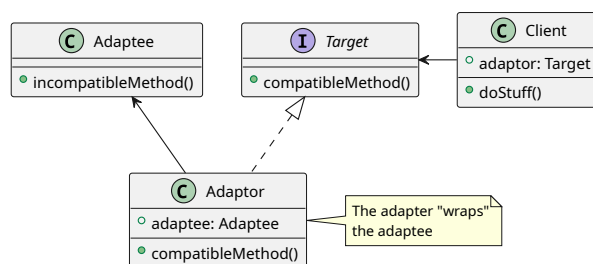 C Adaptee
incompatibleMethod()
I Target
compatibleMethod()
C Client
adaptor: Target
doStuff()
C Adaptor
adaptee: Adaptee
compatibleMethod()
The adapter "wraps"
the adaptee